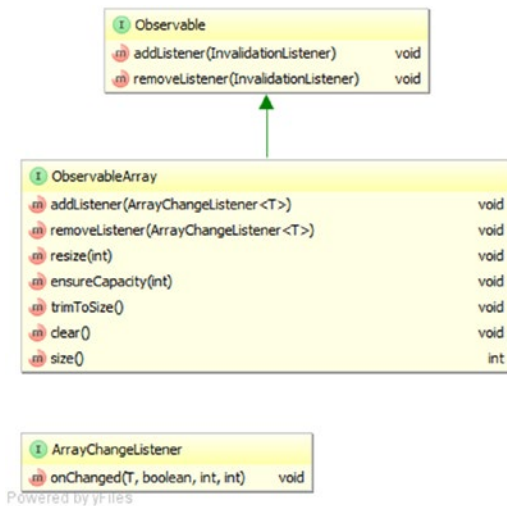 I Observable
m addListener(InvalidationListener) void
m removeListener(InvalidationListener) void
I ObservableArray
m addListener(ArrayChangeListener<T>) void
m removeListener(ArrayChangeListener<T>) void
m resize(int) void
m ensureCapacity(int) void
m trimToSize() void
m clear() void
m size() int
I ArrayChangeListener
m onChanged(T, boolean, int, int) void
Powered by yFiles